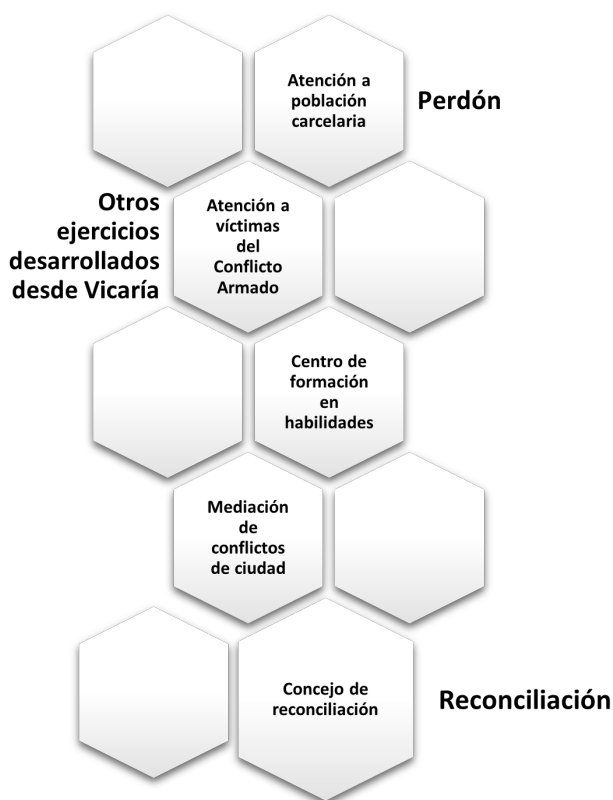 Atención a
población
carcelaria
Perdón
Otros
ejercicios
desarrollados
desde Vicaría
Atención a
víctimas
del
Conflicto
Armado
Centro de
formación
en
habilidades
Mediación
de
conflictos
de ciudad
Concejo de
reconciliación
Reconciliación